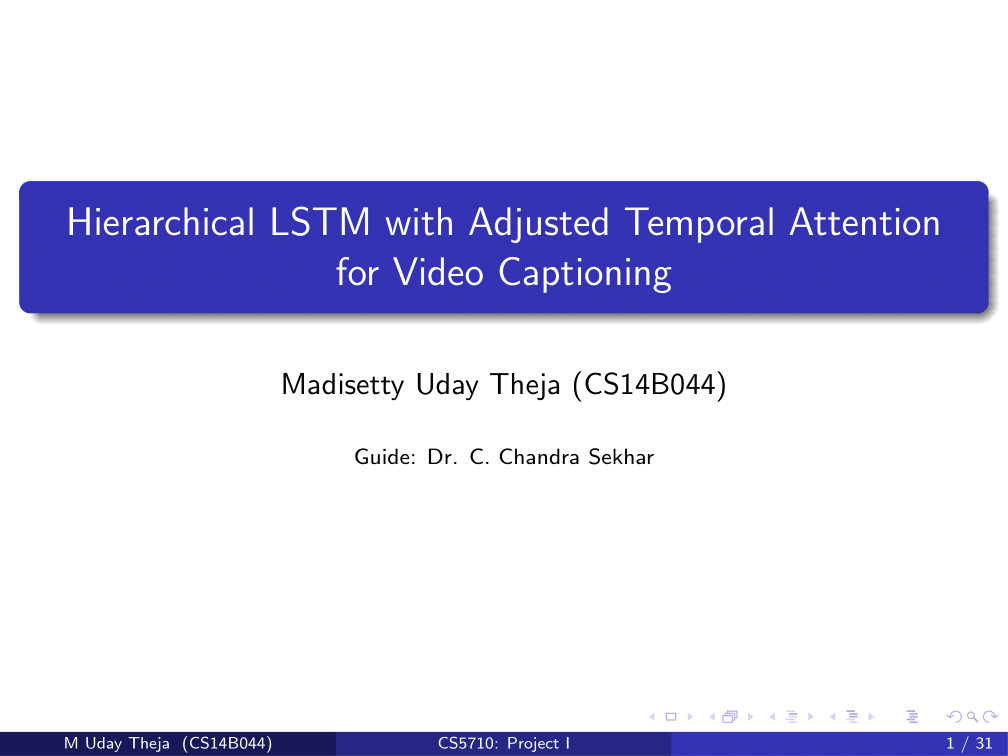 Hierarchical LSTM with Adjusted Temporal Attention
for Video Captioning
Madisetty Uday Theja (CS14B044)
Guide: Dr. C. Chandra Sekhar
M Uday Theja (CS14B044)
CS5710: Project I
1 / 31